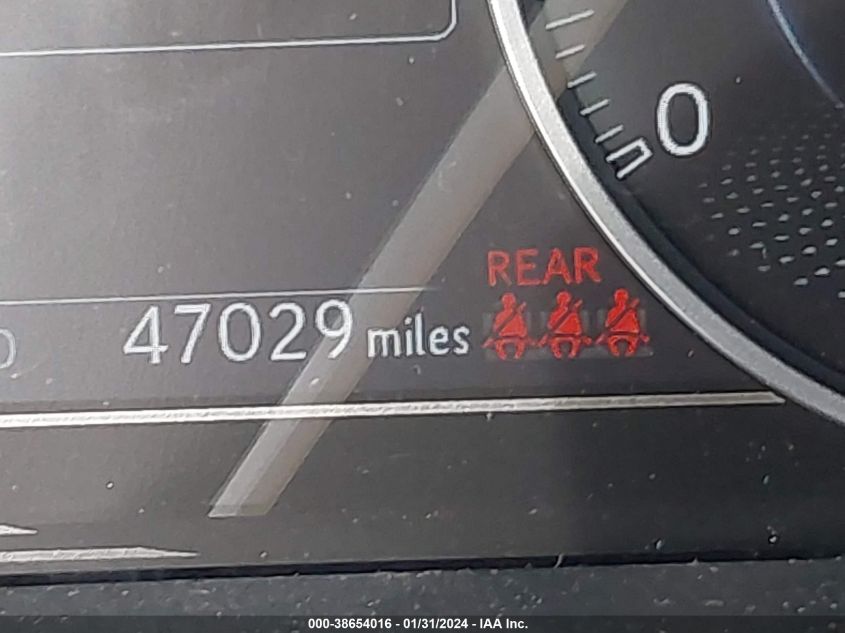 0
REAR
47029 miles
000-38654016 - 01/31/2024 - IAA Inc.